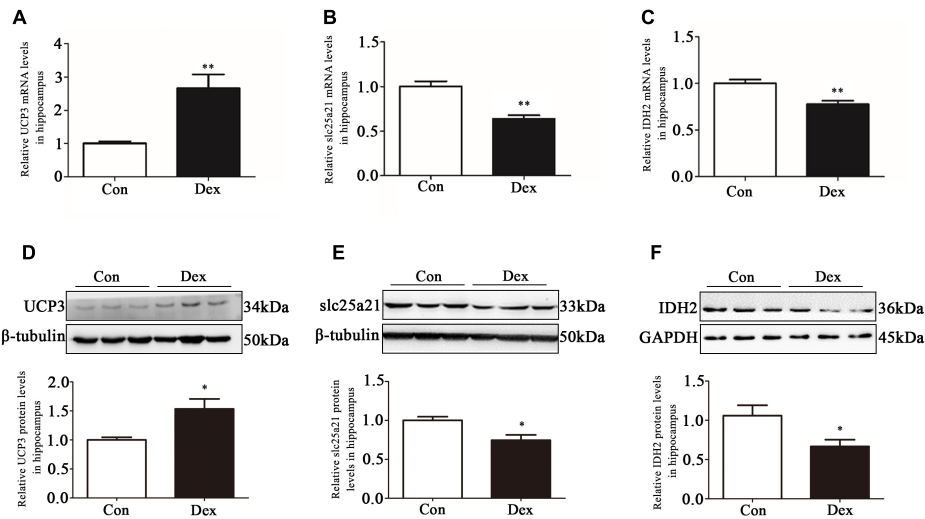 A
B
C
Relative UCP3 mRNA levels
in hippocampus
4
3
2
1
0
**
Con
Dex
Relative slc25a21 mRNA levels
in hippocampus
1.5
1.0
0.5
0.0
**
Con
Dex
Relative IDH2 mRNA levels
in hippocampus
1.5
1.0
0.5
0.0
**
Con
Dex
D
E
F
Con
Dex
UCP3
34kDa
β-tubulin
50kDa
Con
Dex
slc25a21
33kDa
β-tubulin
50kDa
Con
Dex
IDH2
36kDa
GAPDH
45kDa
Relative UCP3 protein levels
in hippocampus
2.0
1.5
1.0
0.5
0.0
*
Con
Dex
Relative slc25a21 protein
levels in hippocampus
1.5
1.0
0.5
0.0
*
Con
Dex
Relative IDH2 protein levels
in hippocampus
1.5
1.0
0.5
0.0
*
Con
Dex